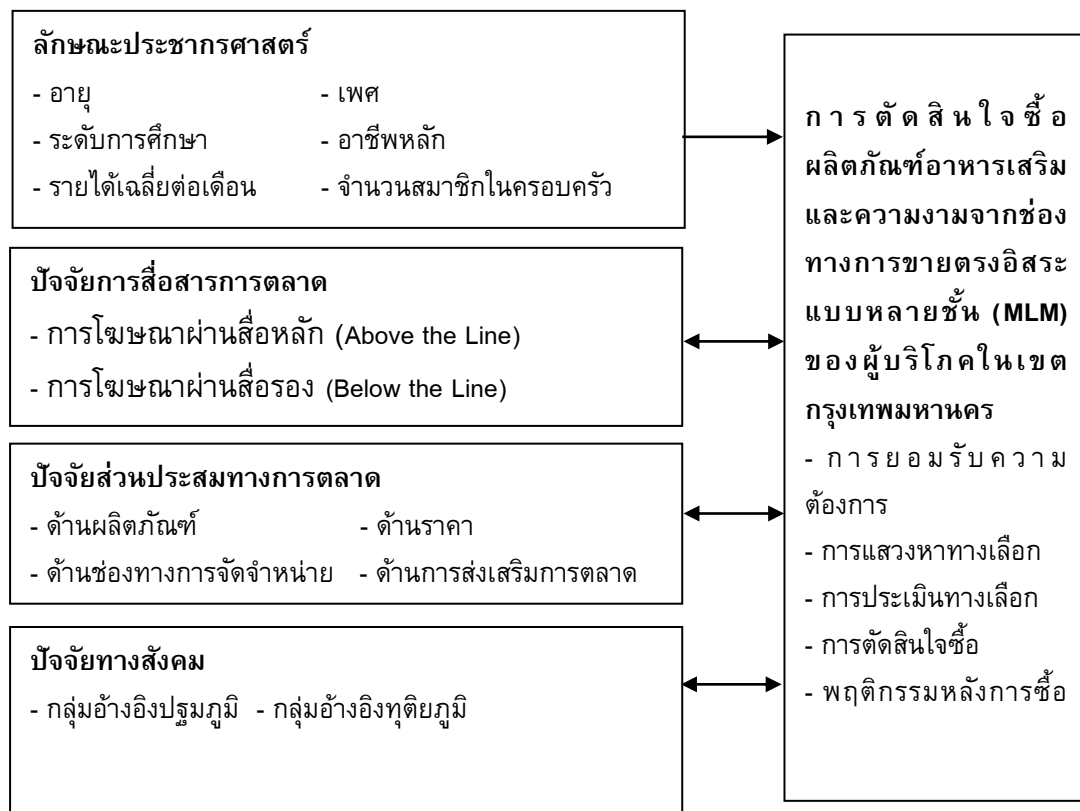 ลักษณะประชากรศาสตร์
- อายุ - เพศ
- ระดับการศึกษา - อาชีพหลัก
- รายได้เฉลี่ยต่อเดือน - จำนวนสมาชิกในครอบครัว
ปัจจัยการสื่อสารการตลาด
- การโฆษณาผ่านสื่อหลัก (Above the Line)
- การโฆษณาผ่านสื่อรอง (Below the Line)
ปัจจัยส่วนประสมทางการตลาด
- ด้านผลิตภัณฑ์ - ด้านราคา
- ด้านช่องทางการจัดจำหน่าย - ด้านการส่งเสริมการตลาด
ปัจจัยทางสังคม
- กลุ่มอ้างอิงปฐมภูมิ - กลุ่มอ้างอิงทุติยภูมิ
การตัดสินใจซื้อ
ผลิตภัณฑ์อาหารเสริม
และความงามจากช่อง
ทางการขายตรงอิสระ
แบบหลายชั้น (MLM)
ของผู้บริโภคในเขต
กรุงเทพมหานคร
- การยอมรับความ
ต้องการ
- การแสวงหาทางเลือก
- การประเมินทางเลือก
- การตัดสินใจซื้อ
- พฤติกรรมหลังการซื้อ